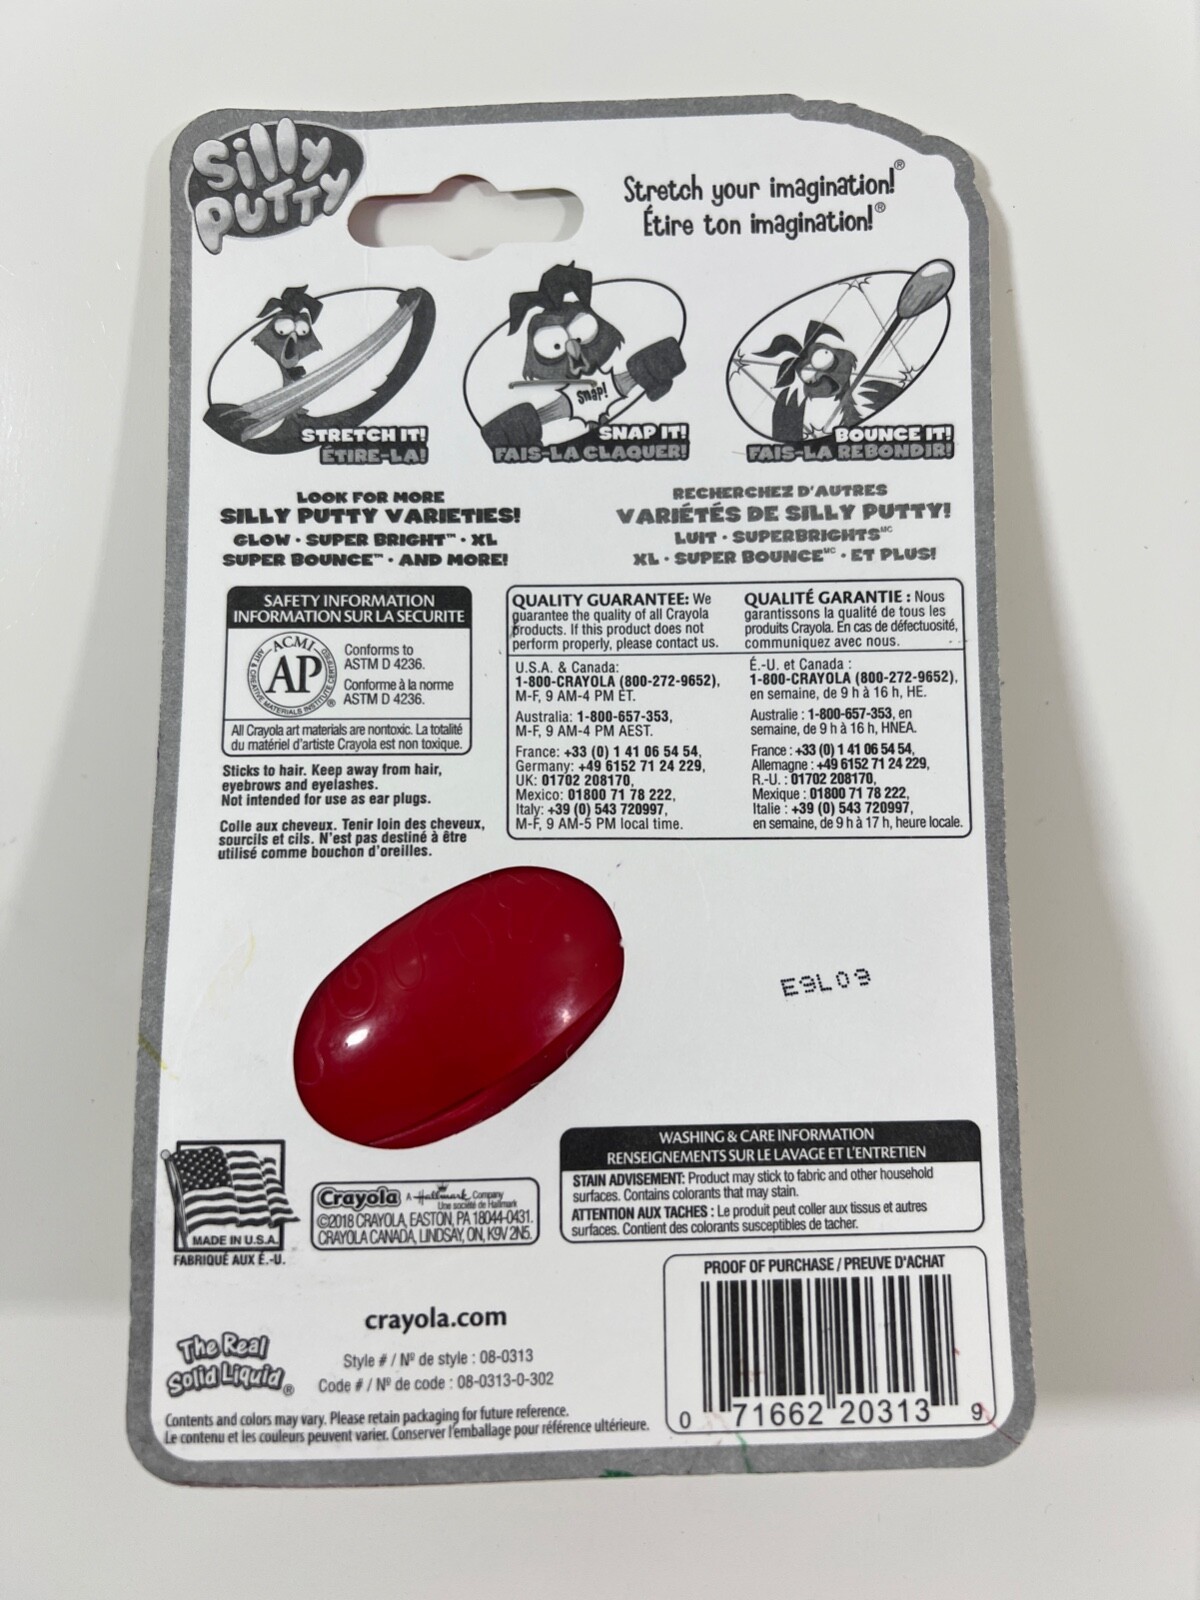 Silly
PUTTY
Stretch your imagination!®
Étire ton imagination!®
STRETCH IT!
ÉTIRE-LA!
Snap!
SNAP IT!
FAIS-LA CLAQUER!
BOUNCE IT!
FAIS-LA REBONDIR!
LOOK FOR MORE
SILLY PUTTY VARIETIES!
GLOW · SUPER BRIGHT™ · XL
SUPER BOUNCE™ · AND MORE!
RECHERCHEZ D'AUTRES
VARIÉTÉS DE SILLY PUTTY!
LUIT · SUPERBRIGHTS MC
XL · SUPER BOUNCE MC · ET PLUS!
SAFETY INFORMATION
INFORMATION SUR LA SECURITE
ACMI
AP
ART & CREATIVE MATERIALS INSTITUTE CERTIFIED
®
Conforms to
ASTM D 4236.
Conforme à la norme
ASTM D 4236.
All Crayola art materials are nontoxic. La totalité
du matériel d'artiste Crayola est non toxique.
Sticks to hair. Keep away from hair,
eyebrows and eyelashes.
Not intended for use as ear plugs.
Colle aux cheveux. Tenir loin des cheveux,
sourcils et cils. N'est pas destiné à être
utilisé comme bouchon d'oreilles.
QUALITY GUARANTEE: We
guarantee the quality of all Crayola
products. If this product does not
perform properly, please contact us.
U.S.A. & Canada:
1-800-CRAYOLA (800-272-9652),
M-F, 9 AM-4 PM ET.
Australia: 1-800-657-353,
M-F, 9 AM-4 PM AEST.
France: +33 (0) 1 41 06 54 54,
Germany: +49 6152 71 24 229,
UK: 01702 208170,
Mexico: 01800 71 78 222,
Italy: +39 (0) 543 720997,
M-F, 9 AM-5 PM local time.
QUALITÉ GARANTIE : Nous
garantissons la qualité de tous les
produits Crayola. En cas de défectuosité,
communiquez avec nous.
É.-U. et Canada :
1-800-CRAYOLA (800-272-9652),
en semaine, de 9 h à 16 h, HE.
Australie : 1-800-657-353, en
semaine, de 9 h à 16 h, HNEA.
France : +33 (0) 1 41 06 54 54,
Allemagne : +49 6152 71 24 229,
R.-U. : 01702 208170,
Mexique : 01800 71 78 222,
Italie : +39 (0) 543 720997,
en semaine, de 9 h à 17 h, heure locale.
E9L09
WASHING & CARE INFORMATION
RENSEIGNEMENTS SUR LE LAVAGE ET L'ENTRETIEN
STAIN ADVISEMENT: Product may stick to fabric and other household
surfaces. Contains colorants that may stain.
ATTENTION AUX TACHES : Le produit peut coller aux tissus et autres
surfaces. Contient des colorants susceptibles de tacher.
MADE IN U.S.A.
FABRIQUÉ AUX É.-U.
Crayola A Hallmark Company
Une société de Hallmark
©2018 CRAYOLA, EASTON, PA 18044-0431.
CRAYOLA CANADA, LINDSAY, ON, K9V 2N5.
PROOF OF PURCHASE / PREUVE D'ACHAT
0 71662 20313 9
crayola.com
The Real
Solid Liquid®
Style # / Nº de style : 08-0313
Code # / Nº de code : 08-0313-0-302
Contents and colors may vary. Please retain packaging for future reference.
Le contenu et les couleurs peuvent varier. Conserver l'emballage pour référence ultérieure.